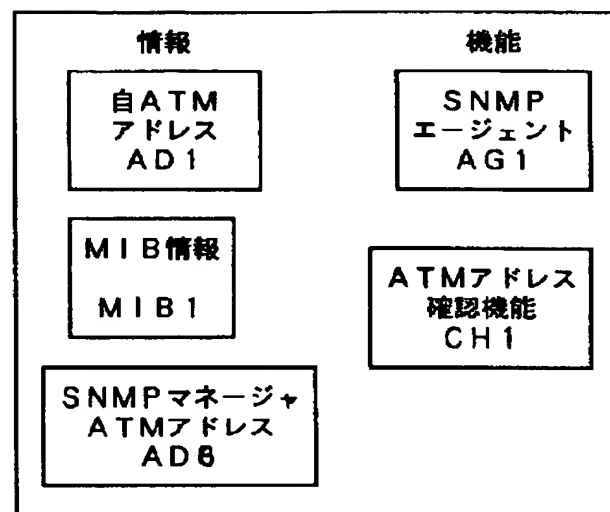 情報
自ATM
アドレス
AD1
MIB情報
MIB1
SNMPマネージャ
ATMアドレス
AD6
機能
SNMP
エージェント
AG1
ATMアドレス
確認機能
CH1